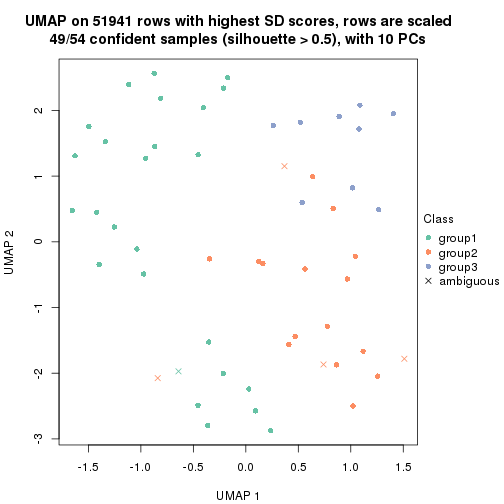 UMAP on 51941 rows with highest SD scores, rows are scaled
49/54 confident samples (silhouette > 0.5), with 10 PCs
2
1
0
-1
-2
-3
UMAP 2
-1.5 -1.0 -0.5 0.0 0.5 1.0 1.5
UMAP 1
Class
group1
group2
group3
ambiguous